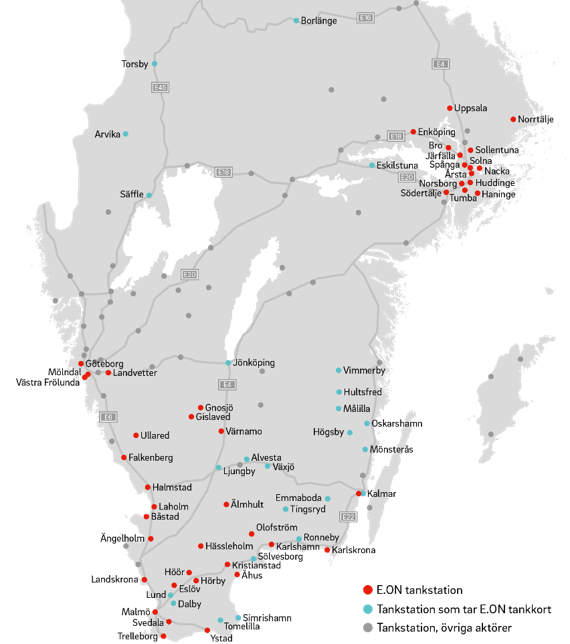 E16
Borlänge
Torsby
E4
E45
Uppsala
Norrtälje
Arvika
E18
Enköping
Bro
Sollentuna
Järfälla
Solna
Spånga
Nacka
Eskilstuna
Årsta
E18
E20
Norsborg
Huddinge
Säffle
Södertälje
Tumba
Haninge
E20
Göteborg
Jönköping
Mölndal
Landvetter
Vimmerby
Västra Frölunda
E4
Hultsfred
Gnosjö
Målilla
Gislaved
E6
Oskarshamn
Ullared
Värnamo
Högsby
Mönsterås
Falkenberg
Alvesta
Växjö
Ljungby
Halmstad
Emmaboda
Kalmar
Laholm
Älmhult
Tingsryd
Båstad
E22
Olofström
Ängelholm
Ronneby
Hässleholm
Karlshamn
Karlskrona
Sölvesborg
Kristianstad
Höör
Åhus
Landskrona
Hörby
Eslöv
Lund
E.ON tankstation
Dalby
Tankstation som tar E.ON tankkort
Malmö
Simrishamn
Svedala
Tomelilla
Tankstation, övriga aktörer
Trelleborg
Ystad